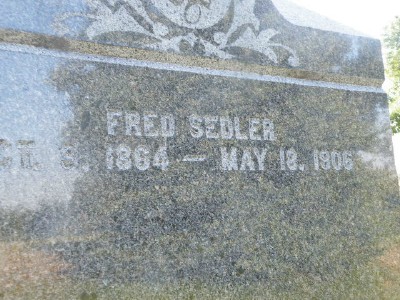 FRED SEDLER
1864 — MAY 18. 1906